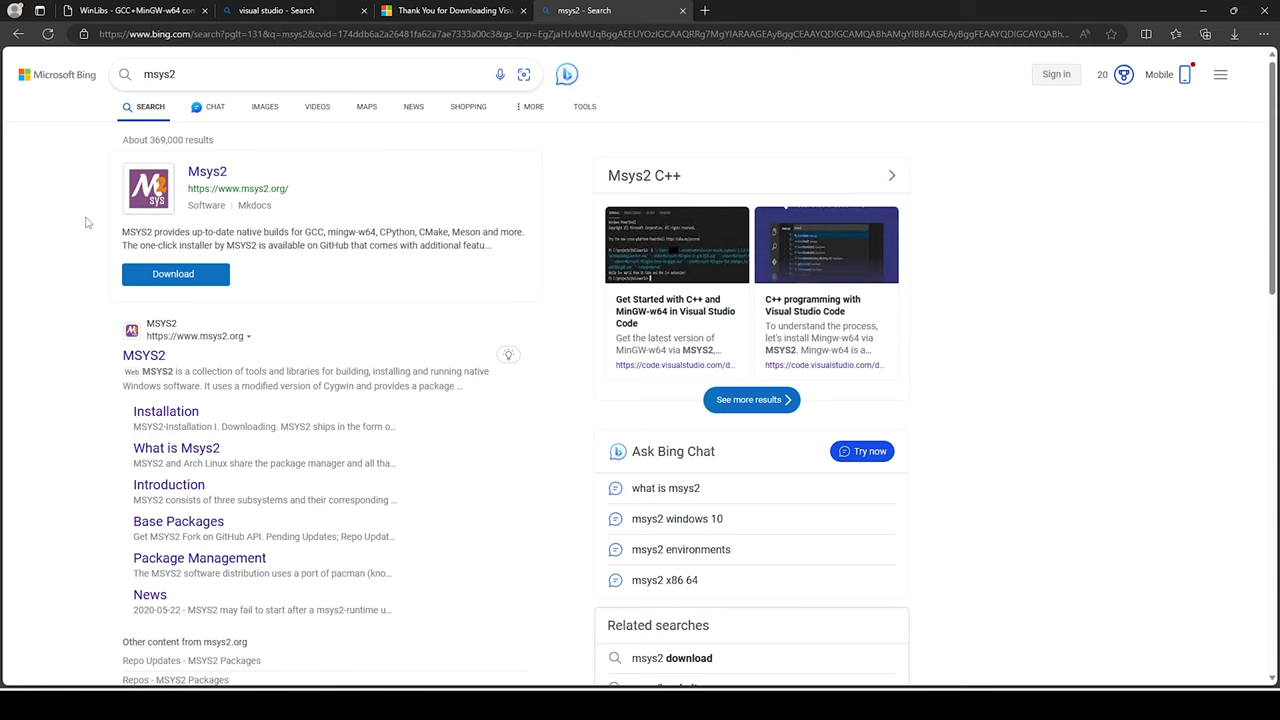 WinLibs - GCC+MinGW-w64 con
visual studio - Search
Thank You for Downloading Visu
msys2 - Search
https://www.bing.com/search?pglt=131&q=msys2&cvid=
Microsoft Bing
msys2
Sign in
20
Mobile
SEARCH
CHAT
IMAGES
VIDEOS
MAPS
NEWS
SHOPPING
MORE
TOOLS
About 369,000 results
Msys2
https://www.msys2.org/
Software
Mkdocs
MSYS2 provides up-to-date native builds for GCC, mingw-w64, CPython, CMake, Meson and more.
The one-click installer by MSYS2 is available on GitHub that comes with additional featu...
Download
MSYS2
https://www.msys2.org
MSYS2
Web MSYS2 is a collection of tools and libraries for building, installing and running native
Windows software. It uses a modified version of Cygwin and provides a package ...
Installation
MSYS2-Installation I. Downloading. MSYS2 ships in the form o...
What is Msys2
MSYS2 and Arch Linux share the package manager and all tha...
Introduction
MSYS2 consists of three subsystems and their corresponding ...
Base Packages
Get MSYS2 Fork on GitHub API. Pending Updates; Repo Updat...
Package Management
The MSYS2 software distribution uses a port of pacman (kno...
News
2020-05-22 - MSYS2 may fail to start after a msys2-runtime u...
Other content from msys2.org
Repo Updates - MSYS2 Packages
Repos - MSYS2 Packages
Msys2 C++
Get Started with C++ and
MinGW-w64 in Visual Studio
Code
Get the latest version of
MinGW-w64 via MSYS2,...
https://code.visualstudio.com/d...
C++ programming with
Visual Studio Code
To understand the process,
let's install Mingw-w64 via
MSYS2. Mingw-w64 is a...
https://code.visualstudio.com/d...
See more results
Ask Bing Chat
Try now
what is msys2
msys2 windows 10
msys2 environments
msys2 x86 64
Related searches
msys2 download